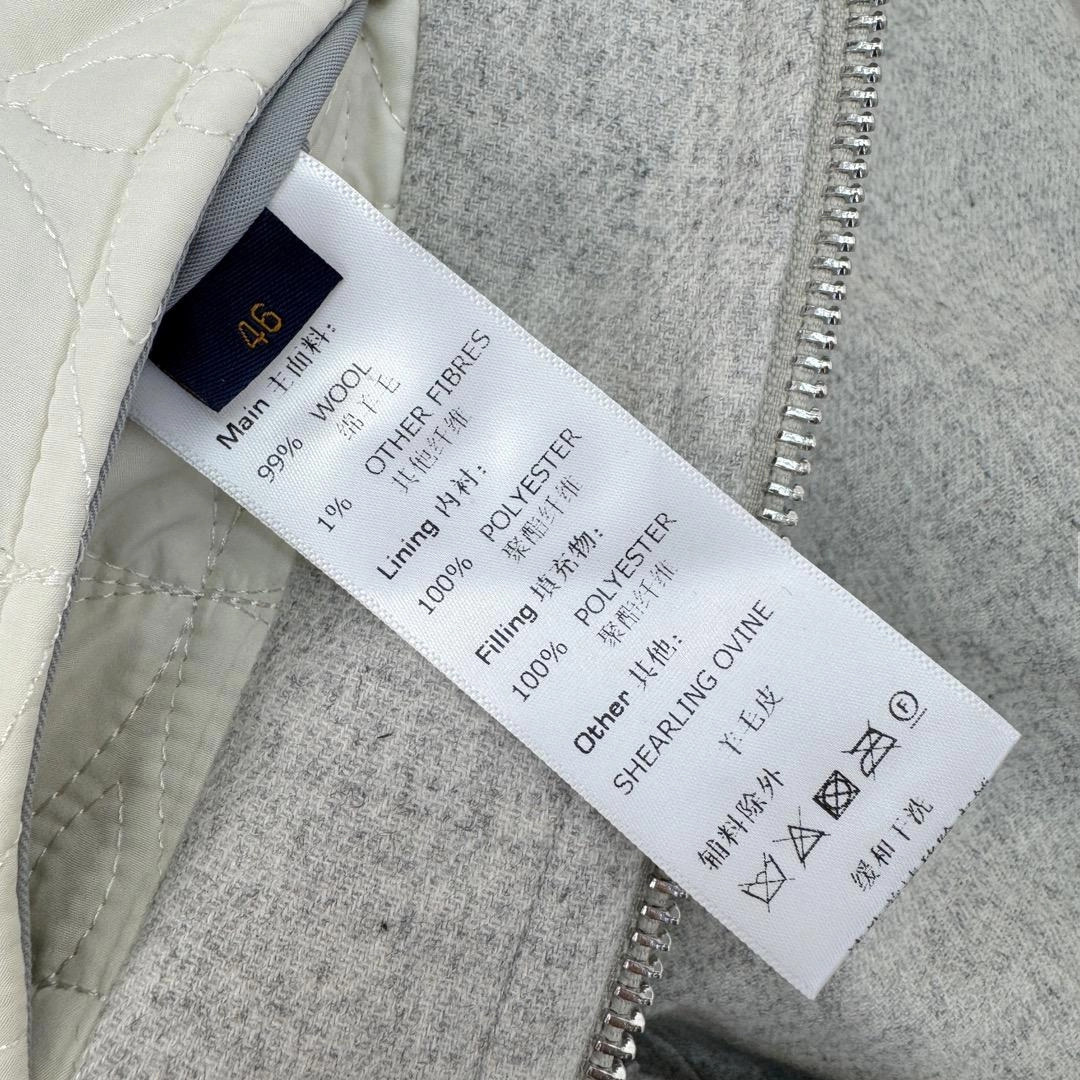 46
Main 主面料:
99% WOOL
绵羊毛
1% OTHER FIBRES
其他纤维
Lining 内衬:
100% POLYESTER
聚酯纤维
Filling 填充物:
100% POLYESTER
聚酯纤维
Other 其他:
SHEARLING OVINE
羊毛皮
辅料除外
F
缓和干洗